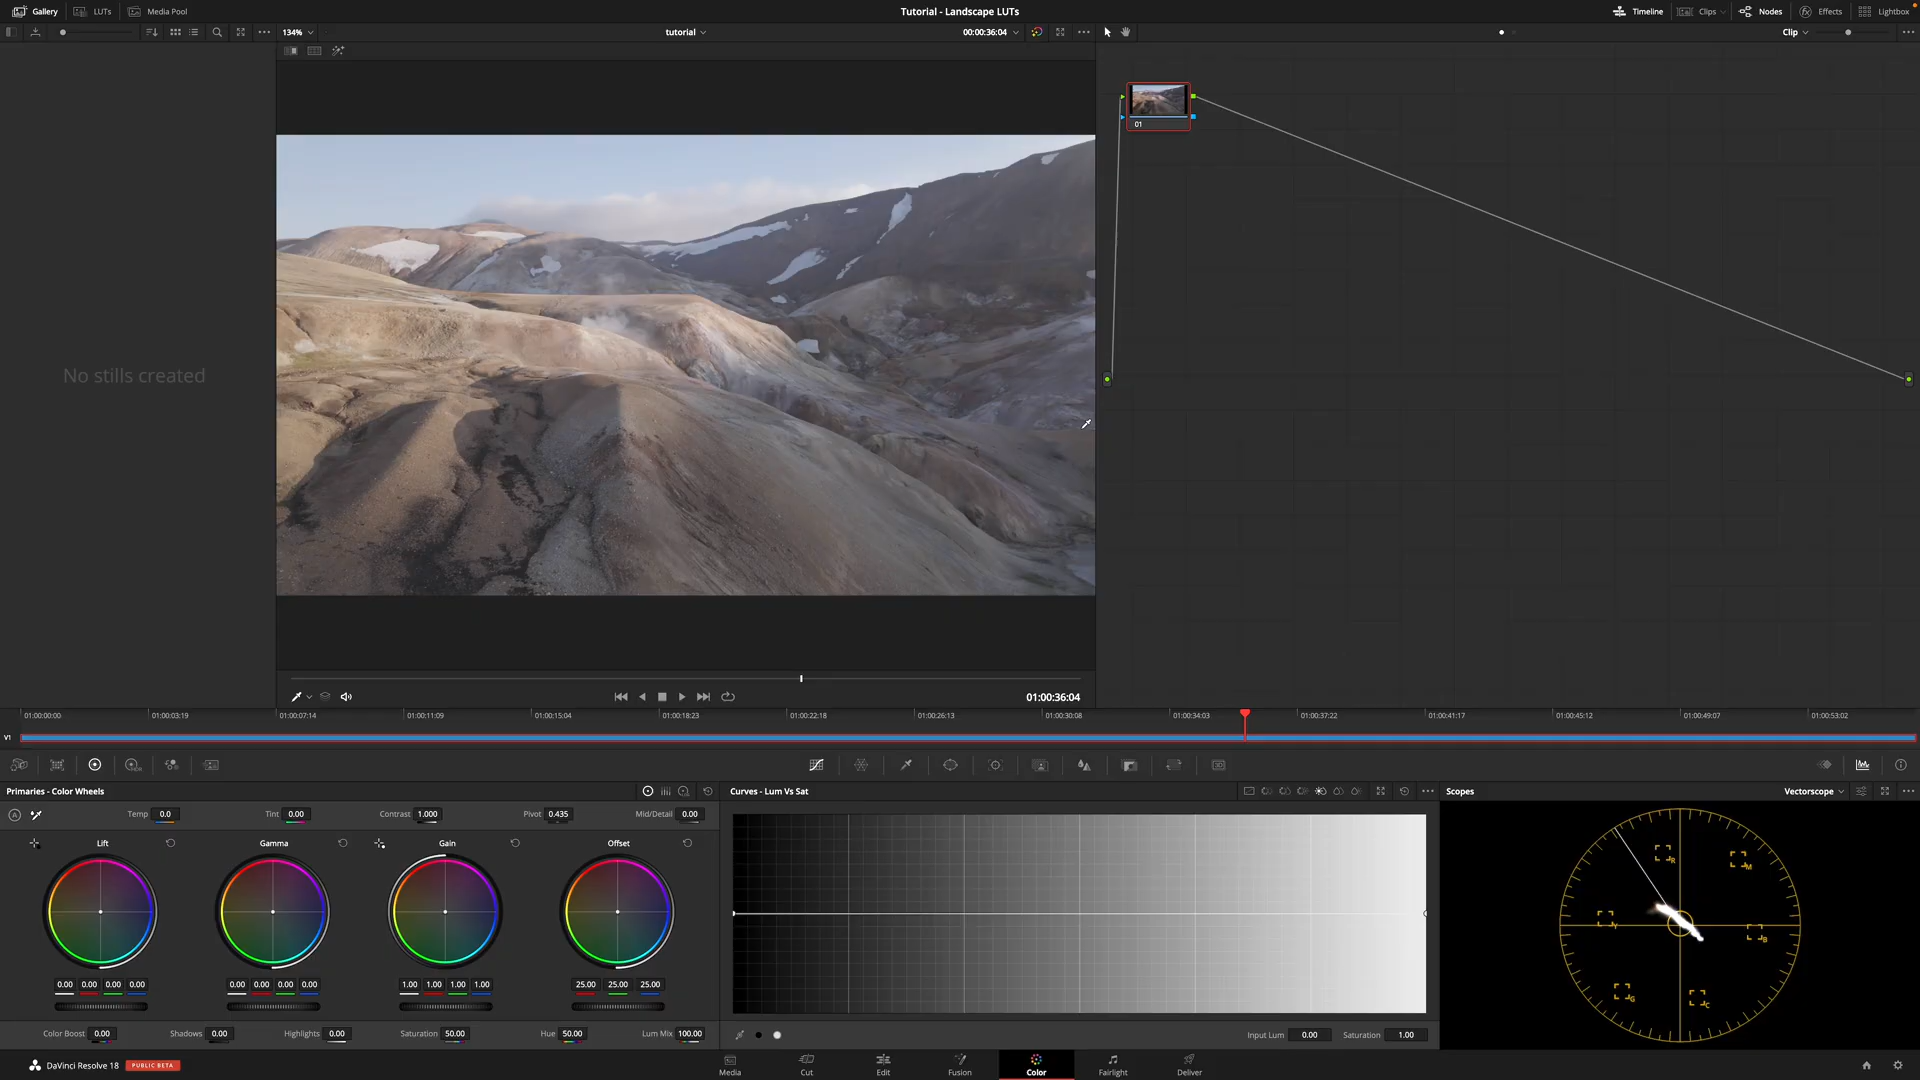 Gallery LUTs Media Pool Tutorial - Landscape LUTs Timeline Clips Nodes Effects Lightbox
134% tutorial 00:00:36:04 Clip
01
No stills created
01:00:36:04
01:00:00:00 01:00:03:19 01:00:07:14 01:00:11:09 01:00:15:04 01:00:18:23 01:00:22:18 01:00:26:13 01:00:30:08 01:00:34:03 01:00:37:22 01:00:41:17 01:00:45:12 01:00:49:07 01:00:53:02
V1
Primaries - Color Wheels Curves - Lum Vs Sat Scopes Vectorscope
A Temp 0.0 Tint 0.00 Contrast 1.000 Pivot 0.435 Mid/Detail 0.00
Lift Gamma Gain Offset
R M
Y B
G C
0.00 0.00 0.00 0.00 0.00 0.00 0.00 0.00 1.00 1.00 1.00 1.00 25.00 25.00 25.00
Color Boost 0.00 Shadows 0.00 Highlights 0.00 Saturation 50.00 Hue 50.00 Lum Mix 100.00 Input Lum 0.00 Saturation 1.00
DaVinci Resolve 18 PUBLIC BETA Media Cut Edit Fusion Color Fairlight Deliver